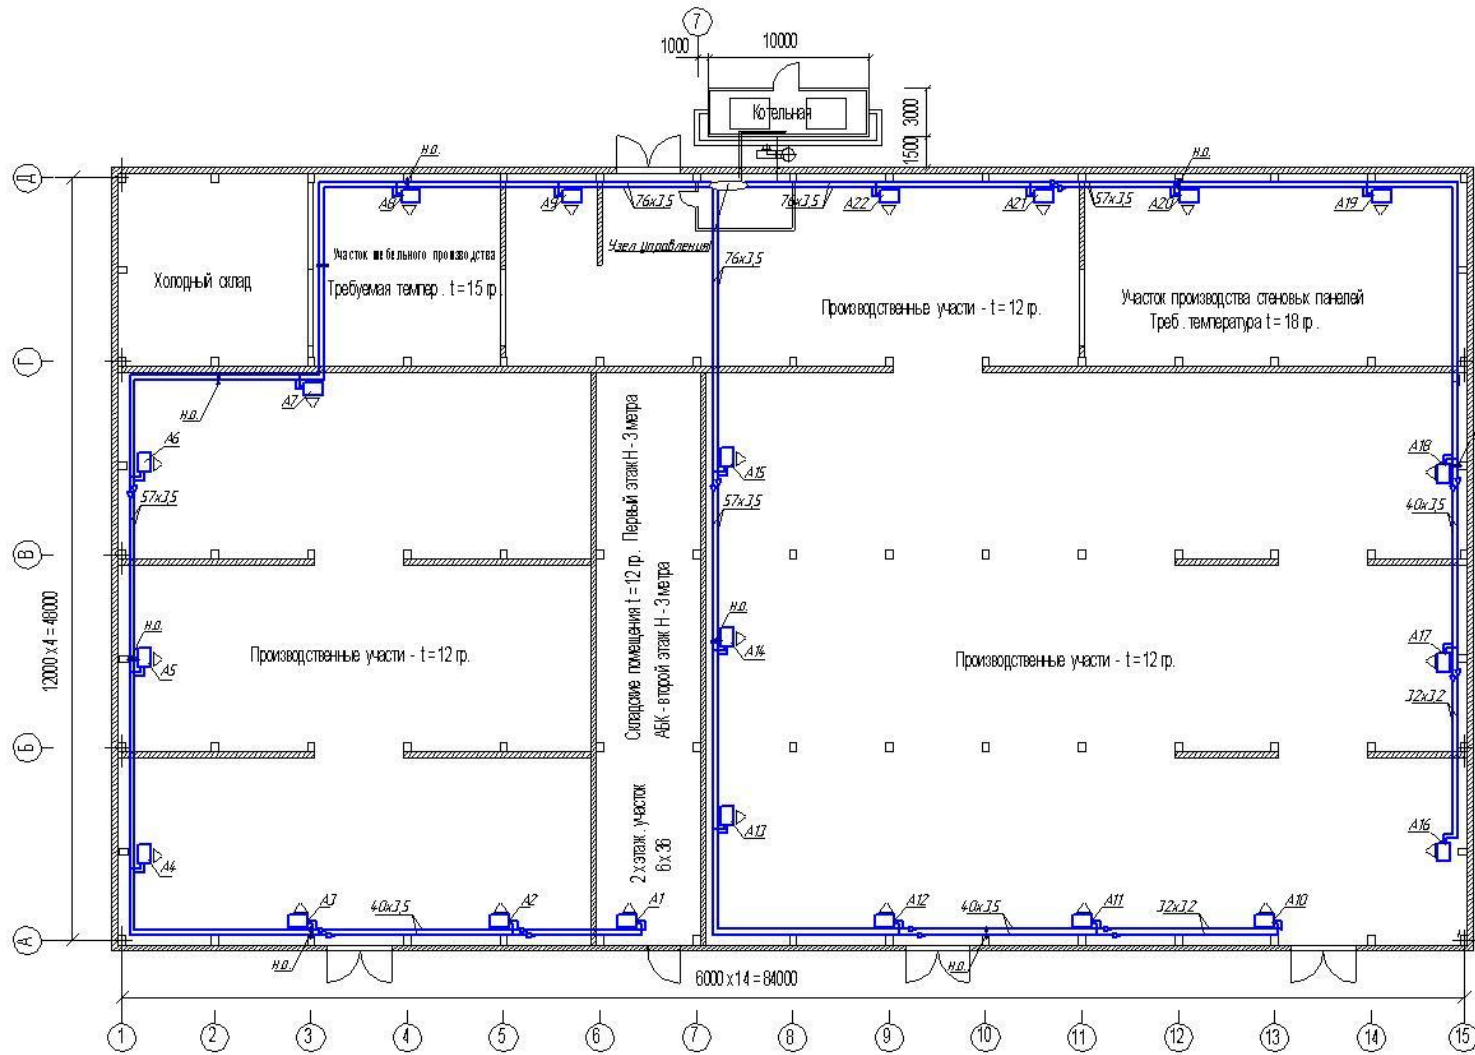 7
1000
10000
Котельная
3000
1500
Н.О.
Н.О.
Д
А8
А9
76х3,5
76х3,5
А22
А21
57х3,5
А20
А19
Узел управления
Участок мебельного производства
Требуемая темпер. t = 15 гр.
76х3,5
Холодный склад
Производственные участи - t = 12 гр.
Участок производства стеновых панелей
Треб. температура t = 18 гр.
Г
А7
Н.О.
А6
А15
А18
57х3,5
57х3,5
40х3,5
Складские помещения t = 12 гр. Первый этаж Н - 3 метра
АБК - второй этаж Н - 3 метра
В
12000 х 4 = 48000
Н.О.
Н.О.
А5
А14
А17
Производственные участи - t = 12 гр.
Производственные участи - t = 12 гр.
32х3,2
Б
2 х этаж. участок
6 х 36
А4
А13
А16
А3
40х3,5
А2
А1
А12
40х3,5
А11
32х3,2
А10
А
Н.О.
Н.О.
6000 х 14 = 84000
1 2 3 4 5 6 7 8 9 10 11 12 13 14 15